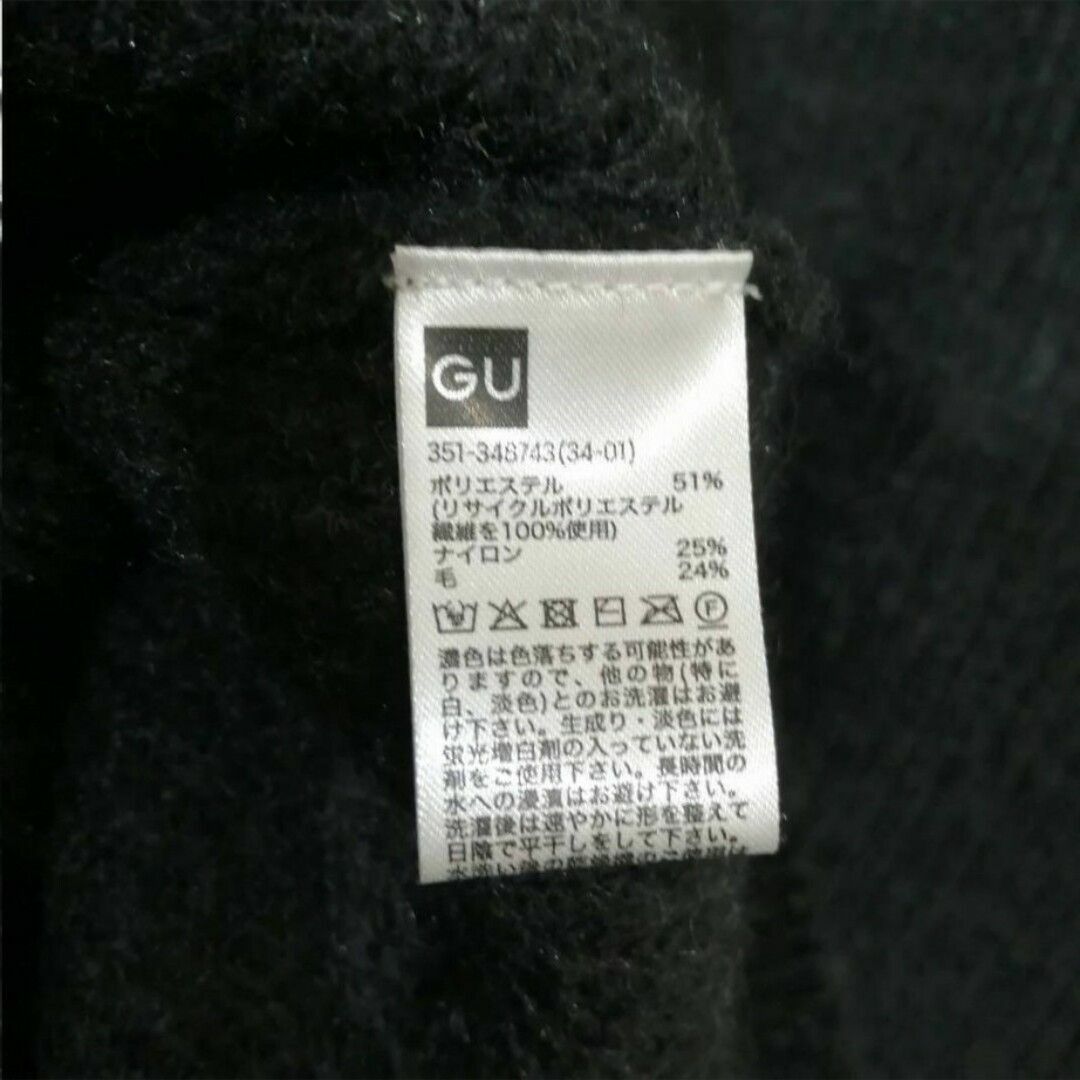 GU
351-348743(34-01)
ポリエステル 51%
(リサイクルポリエステル
繊維を100%使用)
ナイロン 25%
毛 24%
F
濃色は色落ちする可能性があ
りますので、他の物(特に
白、淡色)とのお洗濯はお避
け下さい。生成り・淡色には
蛍光増白剤の入っていない洗
剤をご使用下さい。長時間の
水への浸漬はお避け下さい。
洗濯後は速やかに形を整えて
日陰で平干しをして下さい。